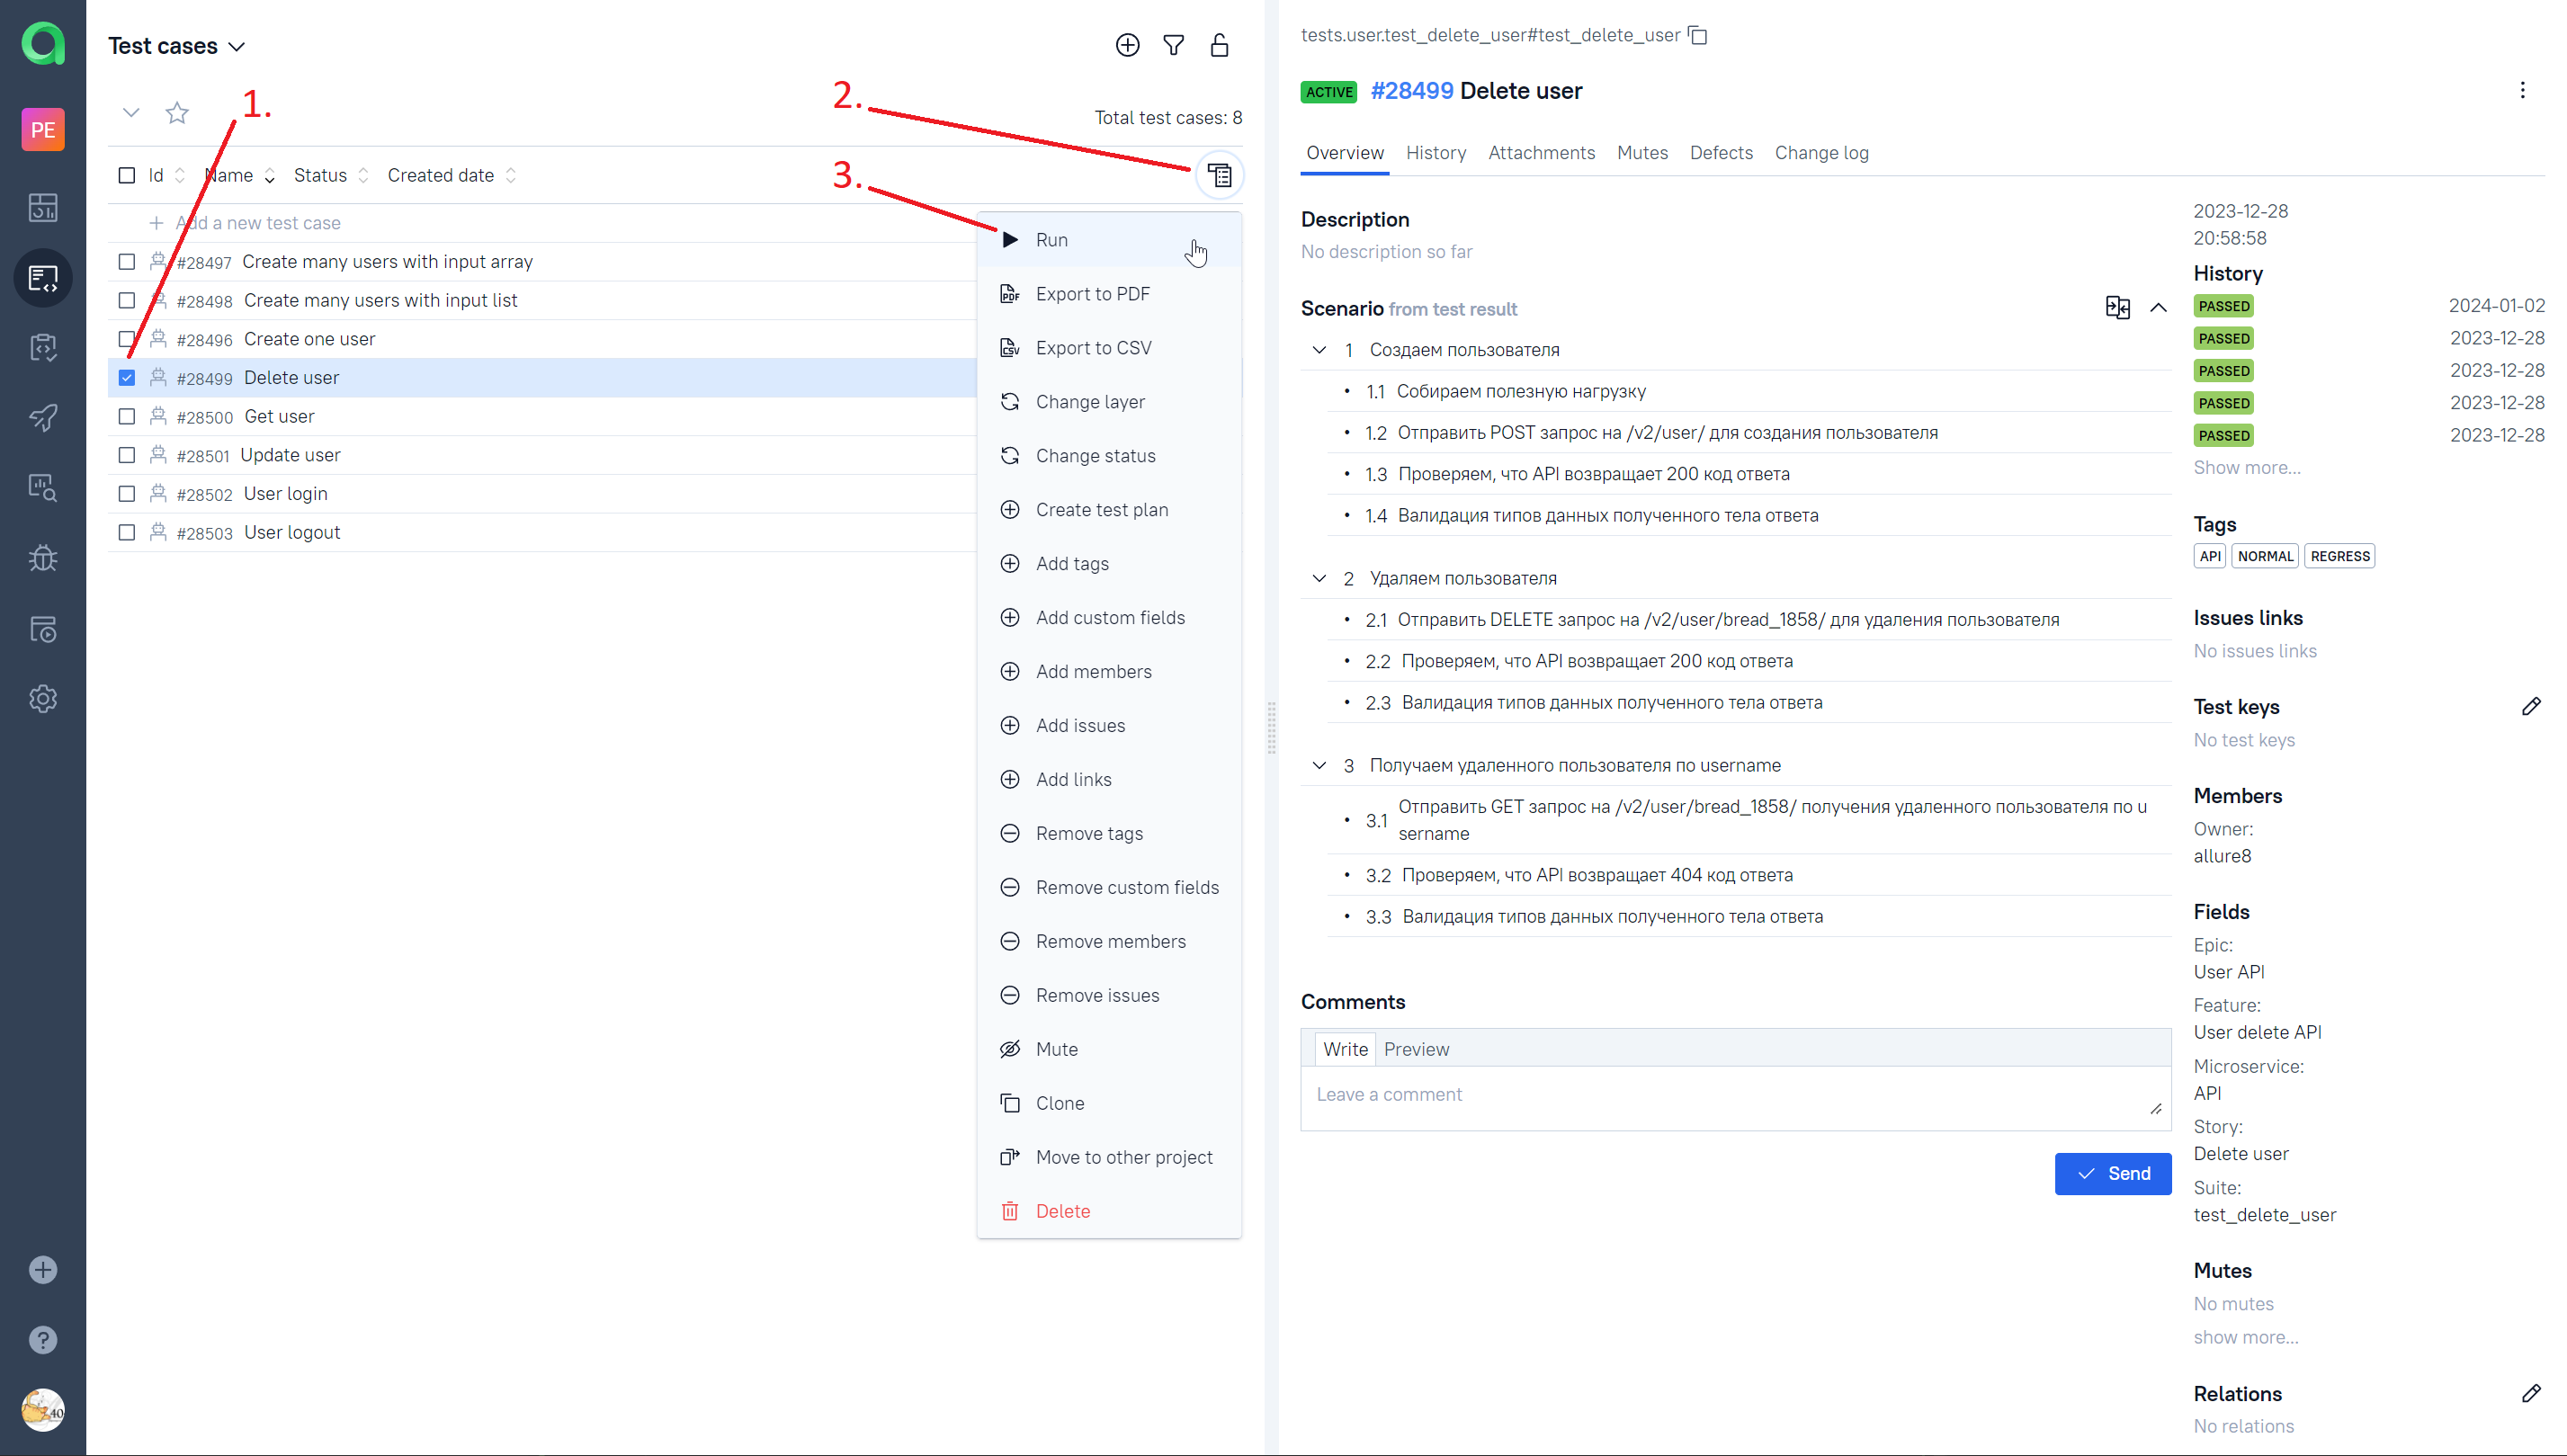 PE
Test cases
Total test cases: 8
1.
2.
3.
Id Name Status Created date
Add a new test case
#28497 Create many users with input array
#28498 Create many users with input list
#28496 Create one user
#28499 Delete user
#28500 Get user
#28501 Update user
#28502 User login
#28503 User logout
Run
Export to PDF
Export to CSV
Change layer
Change status
Create test plan
Add tags
Add custom fields
Add members
Add issues
Add links
Remove tags
Remove custom fields
Remove members
Remove issues
Mute
Clone
Move to other project
Delete
tests.user.test_delete_user#test_delete_user
ACTIVE #28499 Delete user
Overview History Attachments Mutes Defects Change log
Description
No description so far
Scenario from test result
1 Создаем пользователя
• 1.1 Собираем полезную нагрузку
• 1.2 Отправить POST запрос на /v2/user/ для создания пользователя
• 1.3 Проверяем, что API возвращает 200 код ответа
• 1.4 Валидация типов данных полученного тела ответа
2 Удаляем пользователя
• 2.1 Отправить DELETE запрос на /v2/user/bread_1858/ для удаления пользователя
• 2.2 Проверяем, что API возвращает 200 код ответа
• 2.3 Валидация типов данных полученного тела ответа
3 Получаем удаленного пользователя по username
• 3.1 Отправить GET запрос на /v2/user/bread_1858/ получения удаленного пользователя по u
sername
• 3.2 Проверяем, что API возвращает 404 код ответа
• 3.3 Валидация типов данных полученного тела ответа
Comments
Write Preview
Leave a comment
Send
2023-12-28
20:58:58
History
PASSED 2024-01-02
PASSED 2023-12-28
PASSED 2023-12-28
PASSED 2023-12-28
PASSED 2023-12-28
Show more...
Tags
API NORMAL REGRESS
Issues links
No issues links
Test keys
No test keys
Members
Owner:
allure8
Fields
Epic:
User API
Feature:
User delete API
Microservice:
API
Story:
Delete user
Suite:
test_delete_user
Mutes
No mutes
show more...
Relations
No relations
40